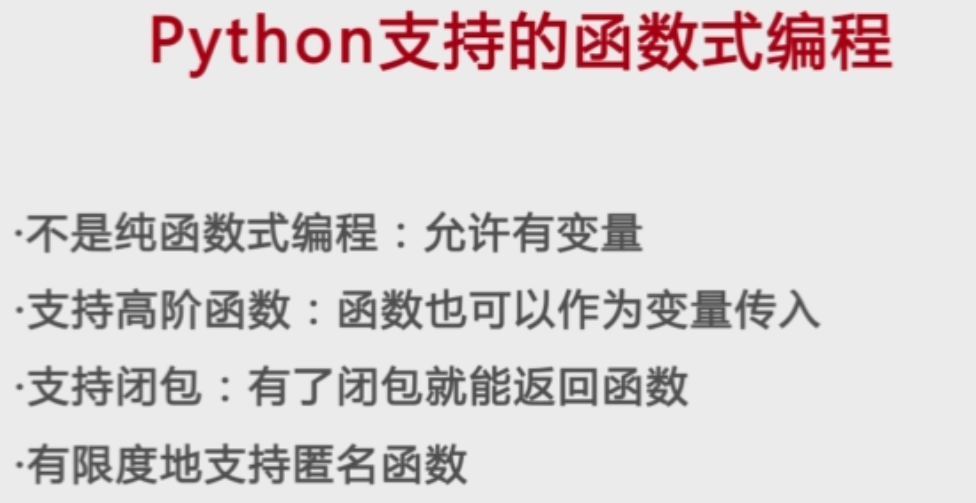 Python支持的函数式编程
·不是纯函数式编程：允许有变量
·支持高阶函数：函数也可以作为变量传入
·支持闭包：有了闭包就能返回函数
·有限度地支持匿名函数